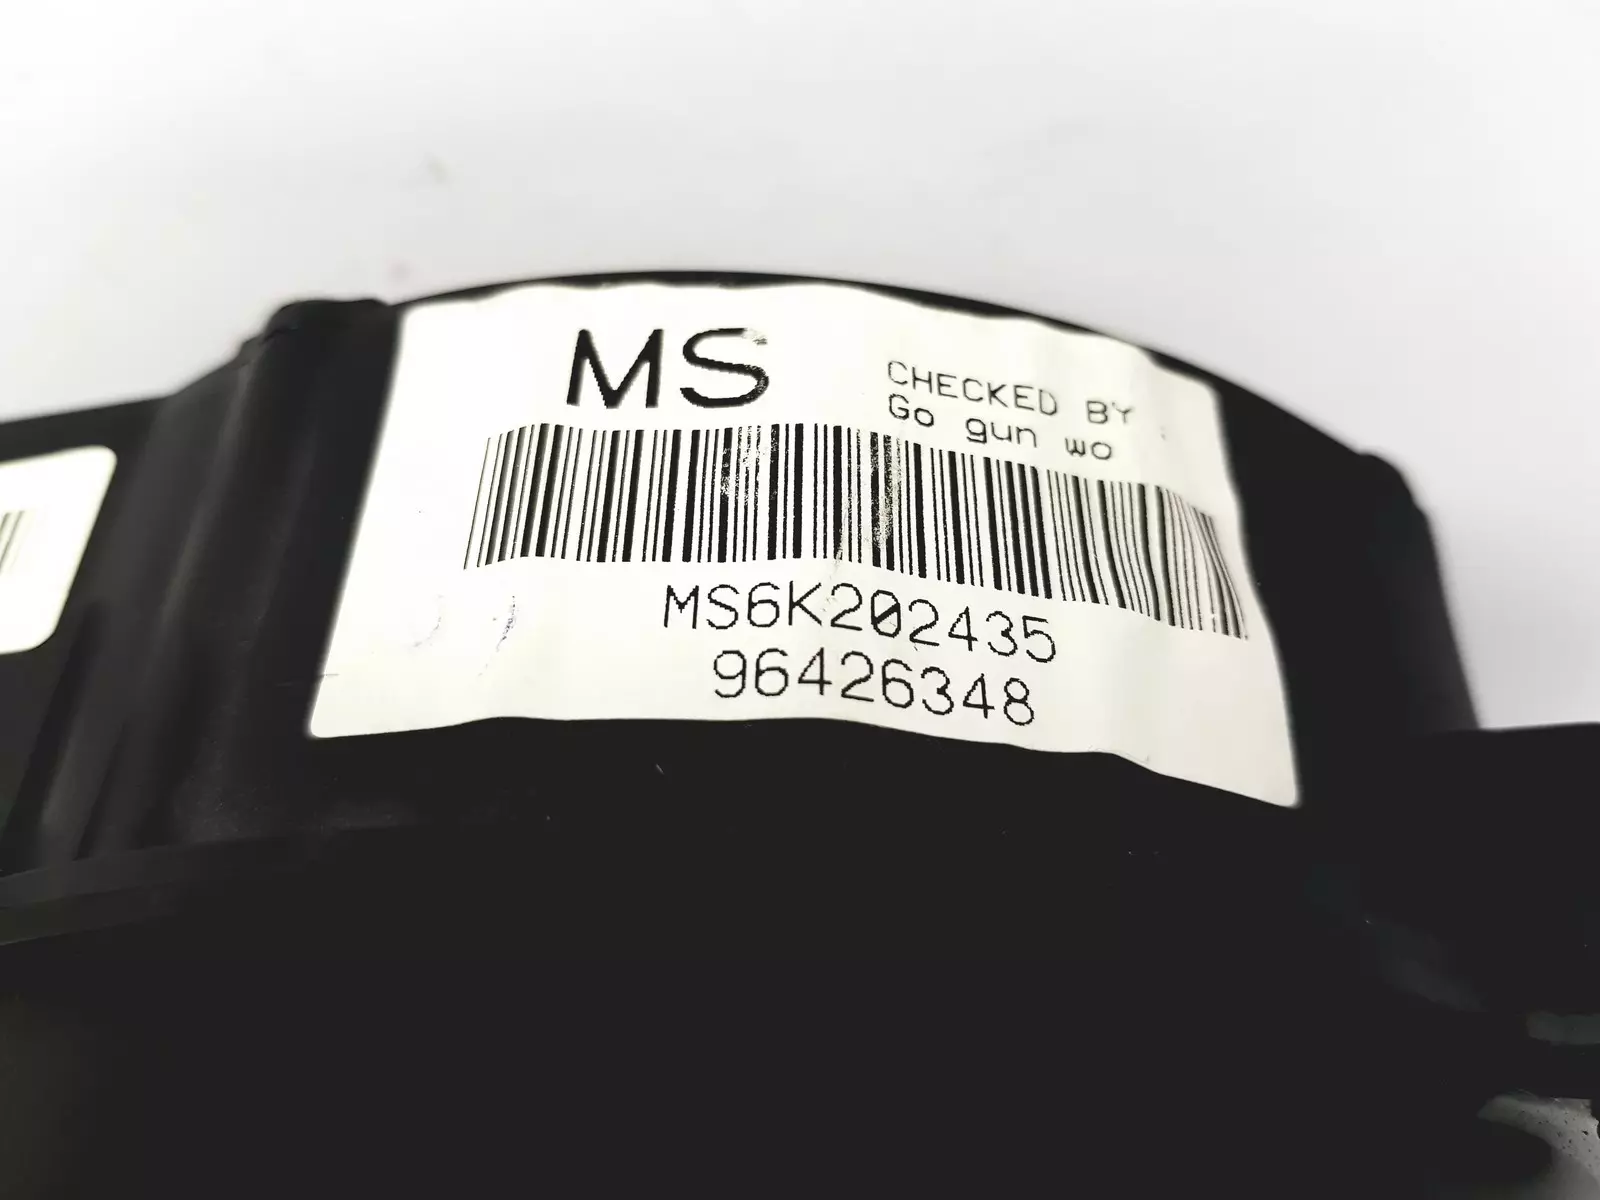 MS
CHECKED BY
Go gun wo
MS6K202435
96426348